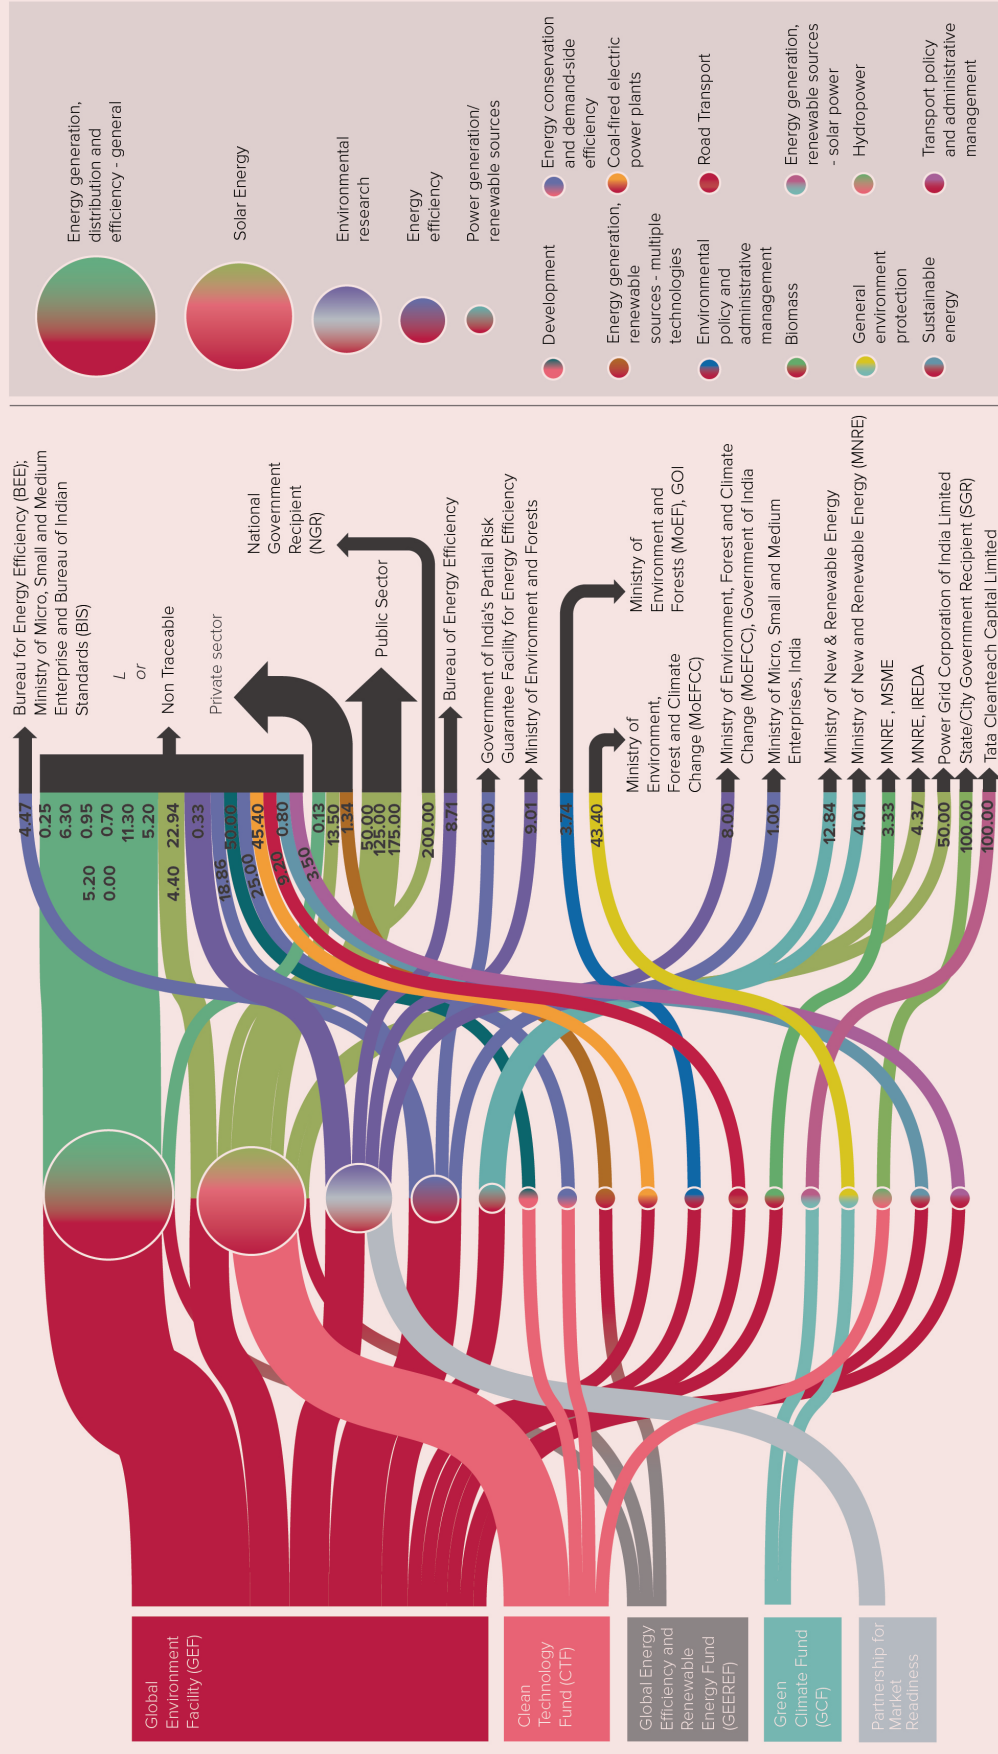 Global
Environment
Facility (GEF)
Clean
Technology
Fund (CTF)
Global Energy
Efficiency and
Renewable
Energy Fund
(GEEREF)
Green
Climate Fund
(GCF)
Partnership for
Market
Readiness
4.47
0.25
6.30
0.95
5.20
0.70
0.00
11.30
5.20
22.94
4.40
0.33
18.86
50.00
25.00
45.40
9.20
0.80
3.50
0.13
13.50
1.34
50.00
125.00
175.00
200.00
8.71
18.00
9.01
3.74
43.40
8.00
1.00
12.84
4.01
3.33
4.37
50.00
100.00
100.00
Bureau for Energy Efficiency (BEE);
Ministry of Micro, Small and Medium
Enterprise and Bureau of Indian
Standards (BIS)
L
or
Non Traceable
Private sector
National
Government
Recipient
(NGR)
Public Sector
Bureau of Energy Efficiency
Government of India's Partial Risk
Guarantee Facility for Energy Efficiency
Ministry of Environment and Forests
Ministry of
Environment and
Forests (MoEF), GOI
Ministry of
Environment,
Forest and Climate
Change (MoEFCC)
Ministry of Environment, Forest and Climate
Change (MoEFCC), Government of India
Ministry of Micro, Small and Medium
Enterprises, India
Ministry of New & Renewable Energy
Ministry of New and Renewable Energy (MNRE)
MNRE , MSME
MNRE, IREDA
Power Grid Corporation of India Limited
State/City Government Recipient (SGR)
Tata Cleanteach Capital Limited
Energy generation,
distribution and
efficiency - general
Solar Energy
Environmental
research
Energy
efficiency
Power generation/
renewable sources
Development
Energy generation,
renewable
sources - multiple
technologies
Environmental
policy and
administrative
management
Biomass
General
environment
protection
Sustainable
energy
Energy conservation
and demand-side
efficiency
Coal-fired electric
power plants
Road Transport
Energy generation,
renewable sources
- solar power
Hydropower
Transport policy
and administrative
management